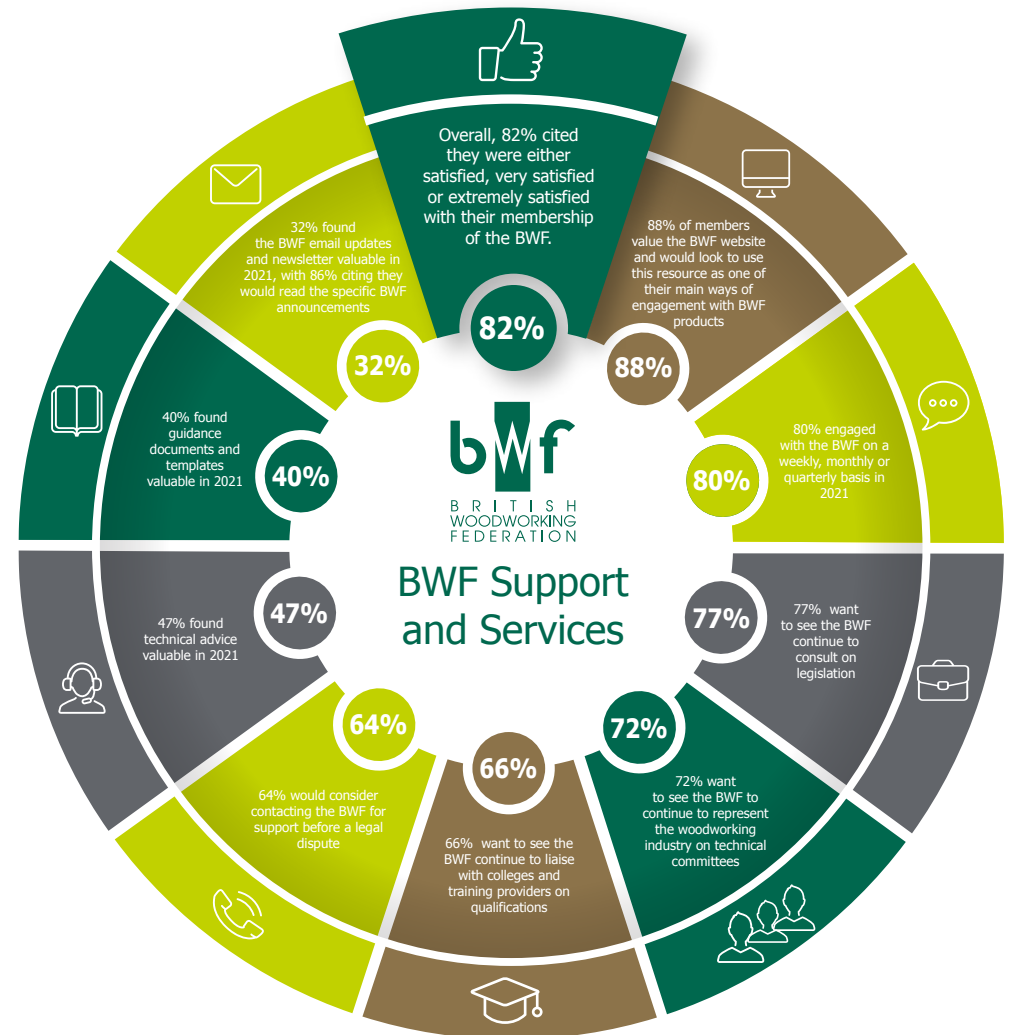 Overall, 82% cited
they were either
satisfied, very satisfied
or extremely satisfied
with their membership
of the BWF.
82%
88% of members
value the BWF website
and would look to use
this resource as one of
their main ways of
engagement with BWF
products
88%
80% engaged
with the BWF on a
weekly, monthly or
quarterly basis in
2021
80%
77% want
to see the BWF
continue to
consult on
legislation
77%
72% want
to see the BWF to
continue to represent
the woodworking
industry on technical
committees
72%
66% want to see the
BWF continue to liaise
with colleges and
training providers on
qualifications
66%
64% would consider
contacting the BWF for
support before a legal
dispute
64%
47% found
technical advice
valuable in 2021
47%
40% found
guidance
documents and
templates
valuable in 2021
40%
32% found
the BWF email updates
and newsletter valuable in
2021, with 86% citing they
would read the specific BWF
announcements
32%
bwf
BRITISH
WOODWORKING
FEDERATION
BWF Support
and Services